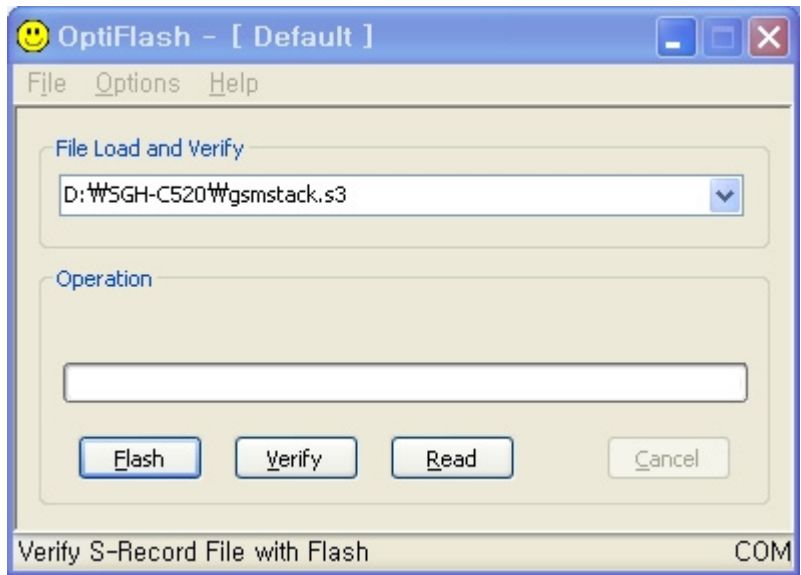 OptiFlash - [ Default ]
File Options Help
File Load and Verify
D:₩SGH-C520₩gsmstack.s3
Operation
Flash Verify Read Cancel
Verify S-Record File with Flash COM